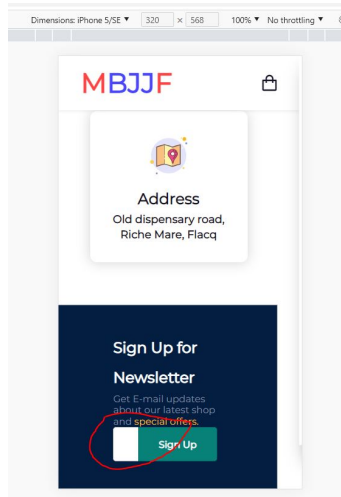 Dimensions: iPhone 5/SE ▼ 320 × 568 100% ▼ No throttling ▼
MBJJF
Address
Old dispensary road,
Riche Mare, Flacq
Sign Up for
Newsletter
Get E-mail updates
about our latest shop
and special offers.
Sign Up